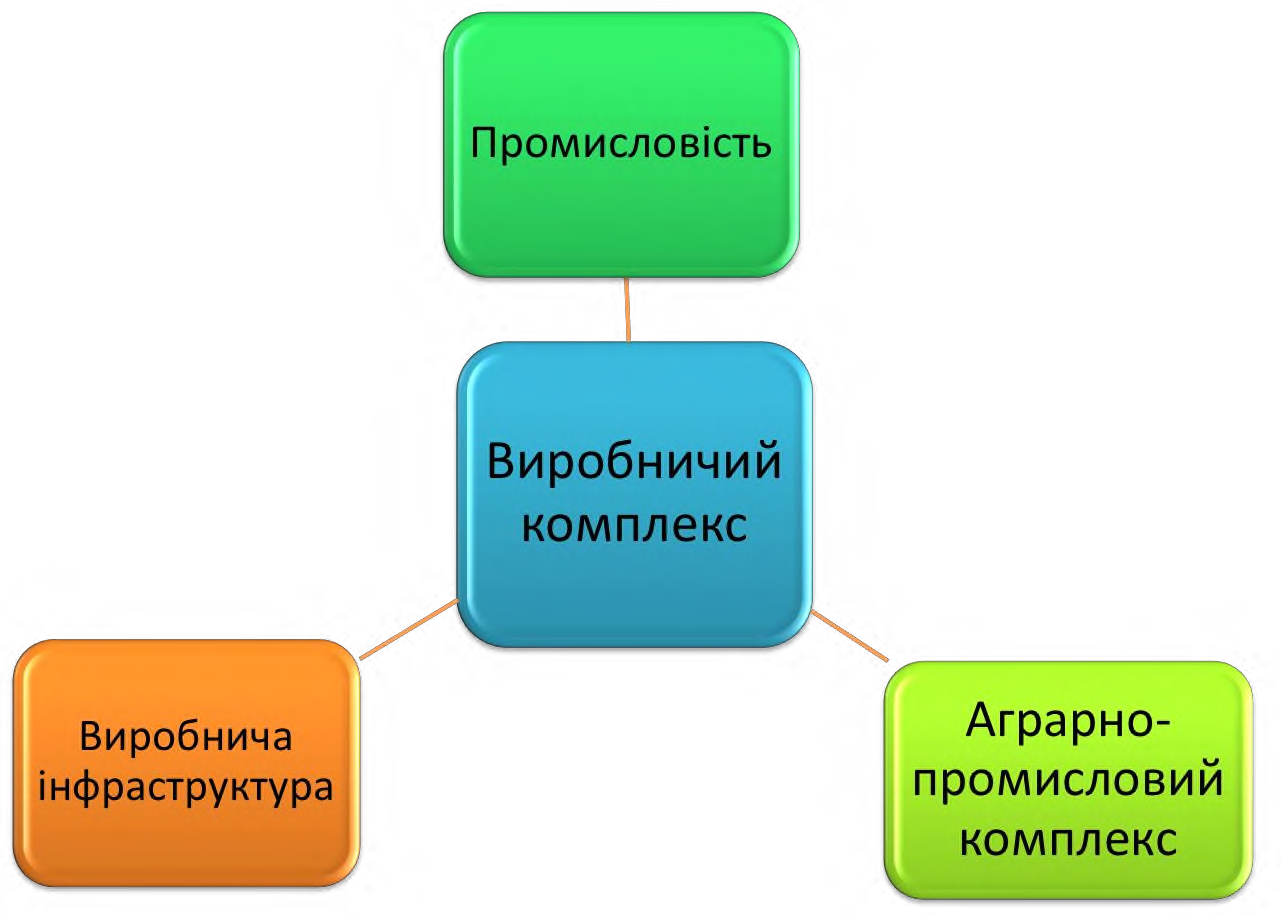 Промисловість
Виробничий
комплекс
Виробнича
інфраструктура
Аграрно-
промисловий
комплекс